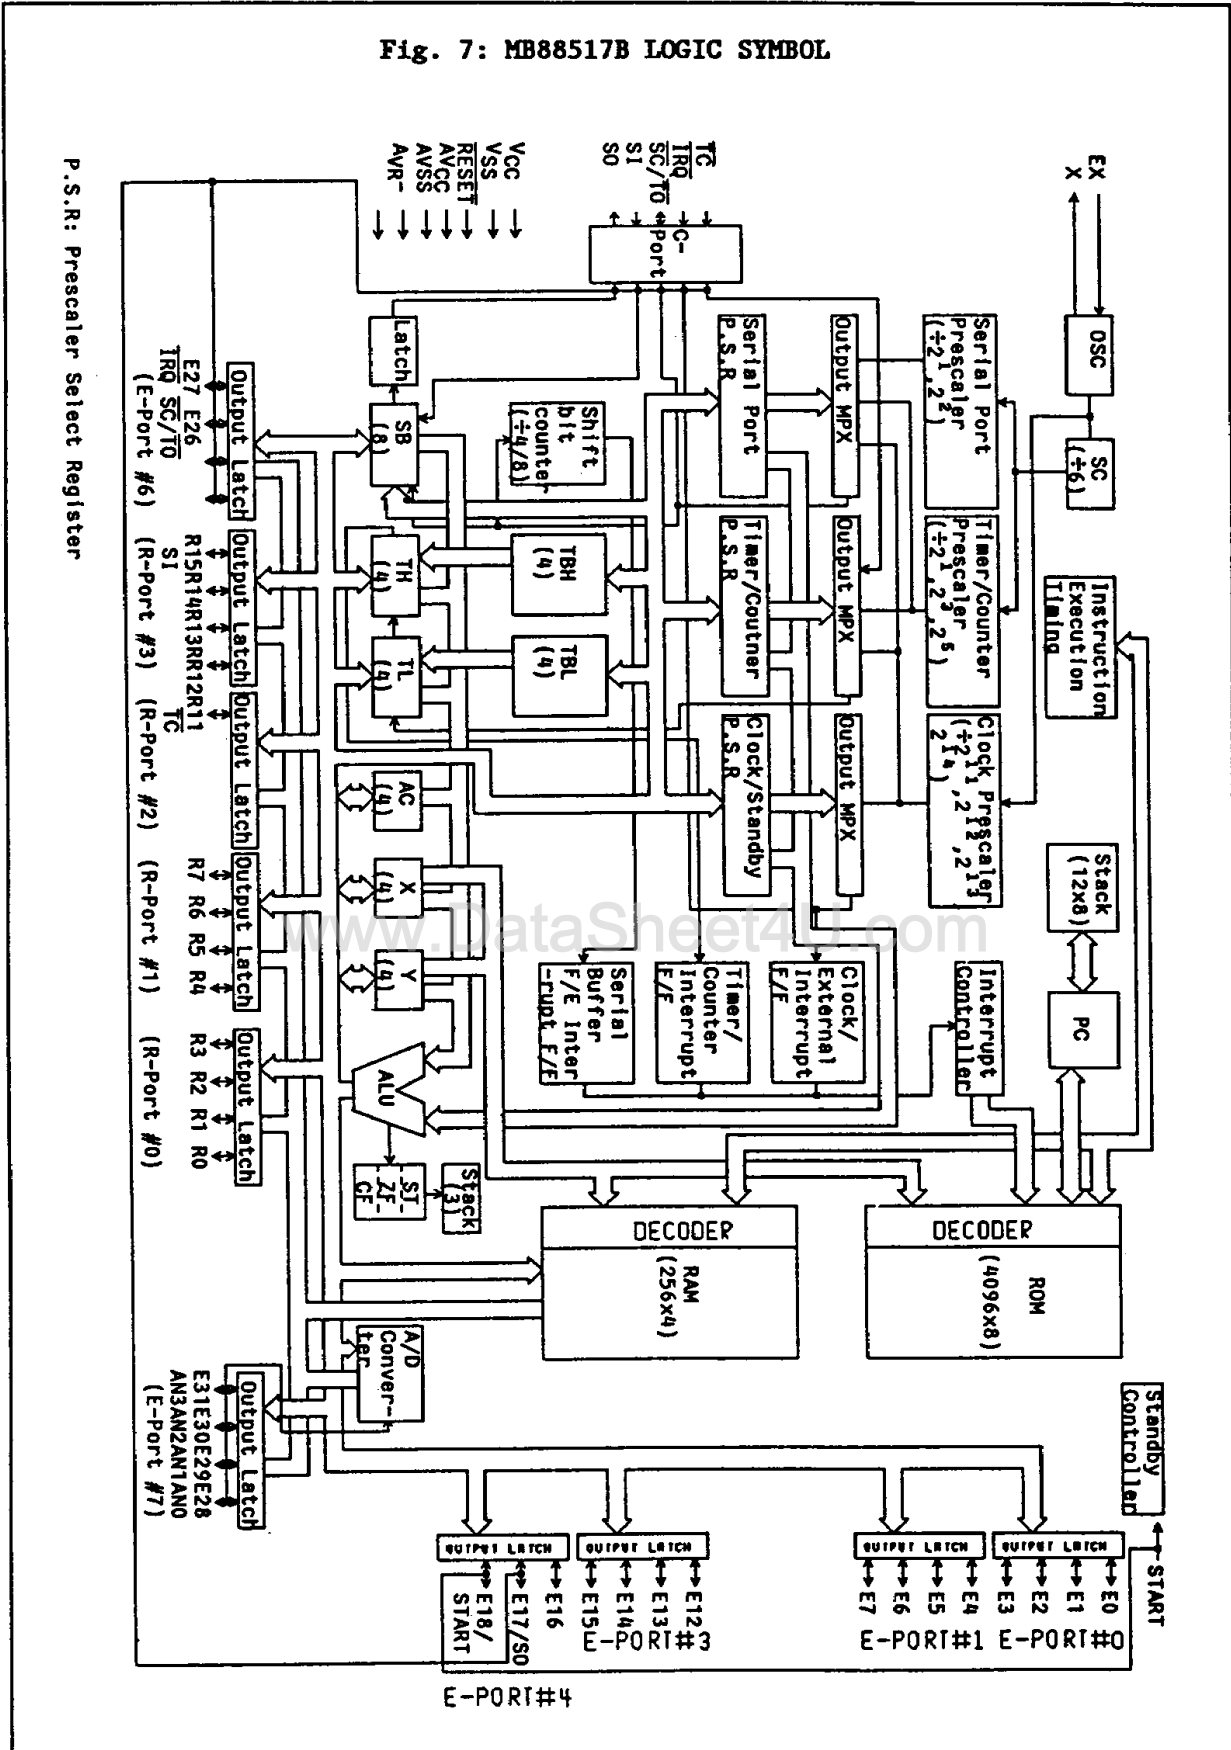 Fig. 7: MB88517B LOGIC SYMBOL
EX
X
OSC
SC
(÷6)
Instruction
Execution
Timing
Stack
(12x8)
PC
Interrupt
Controller
DECODER
ROM
(4096x8)
Standby
Controller
START
Serial Port
Prescaler
(÷2¹,2²)
Timer/Counter
Prescaler
(÷2¹,2³,2⁵)
Clock Prescaler
(÷2¹¹,2¹²,2¹³
2¹⁴)
Output MPX
Output MPX
Output MPX
Serial Port
P.S.R
Timer/Coutner
P.S.R
Clock/Standby
P.S.R
Clock/
External
Interrupt
F/F
Timer/
Counter
Interrupt
F/F
Serial
Buffer
F/E Inter
-rupt F/F
TC
IRQ
SC/TO
SI
SO
C-
Port
VCC
VSS
RESET
AVCC
AVSS
AVR-
Shift
bit
counter
(÷4/8)
TBH
(4)
TBL
(4)
Latch
SB
(8)
TH
(4)
TL
(4)
AC
(4)
X
(4)
Y
(4)
ALU
Stack
(3)
ST
ZF
CF
DECODER
RAM
(256x4)
A/D
Conver-
ter
Output Latch
E27 E26
IRQ SC/TO
(E-Port #6)
Output Latch
R15R14R13RR12R11
SI
TC
(R-Port #3)
Output Latch
(R-Port #2)
Output Latch
R7 R6 R5 R4
(R-Port #1)
Output Latch
R3 R2 R1 R0
(R-Port #0)
Output Latch
E31E30E29E28
AN3AN2AN1AN0
(E-Port #7)
OUTPUT LATCH
E0
E1
E2
E3
E-PORT#0
OUTPUT LATCH
E4
E5
E6
E7
E-PORT#1
OUTPUT LATCH
E12
E13
E14
E15
E-PORT#3
OUTPUT LATCH
E16
E17/SO
E18/
START
E-PORT#4
P.S.R: Prescaler Select Register
www.DataSheet4U.com